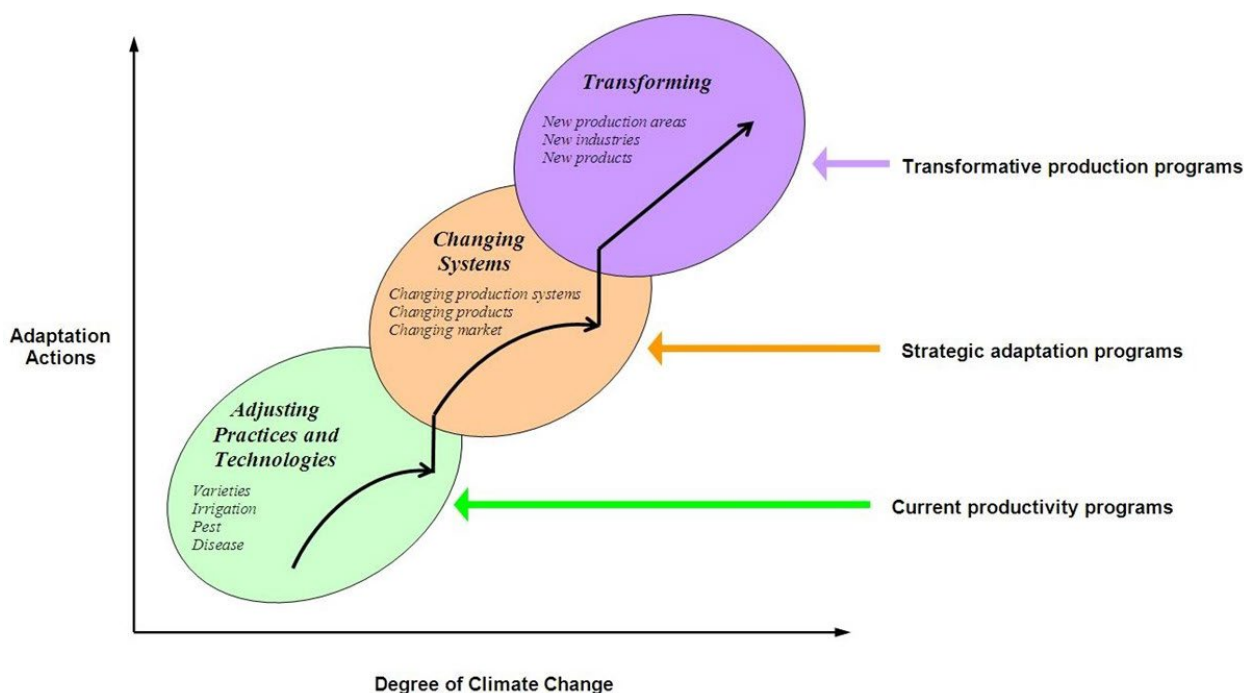 Transforming
New production areas
New industries
New products
Transformative production programs
Changing
Systems
Changing production systems
Changing products
Changing market
Adaptation
Actions
Strategic adaptation programs
Adjusting
Practices and
Technologies
Varieties
Irrigation
Pest
Disease
Current productivity programs
Degree of Climate Change